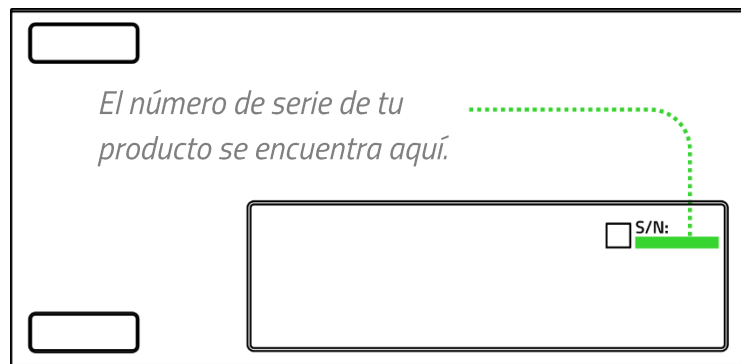 El número de serie de tu
producto se encuentra aquí.
S/N: